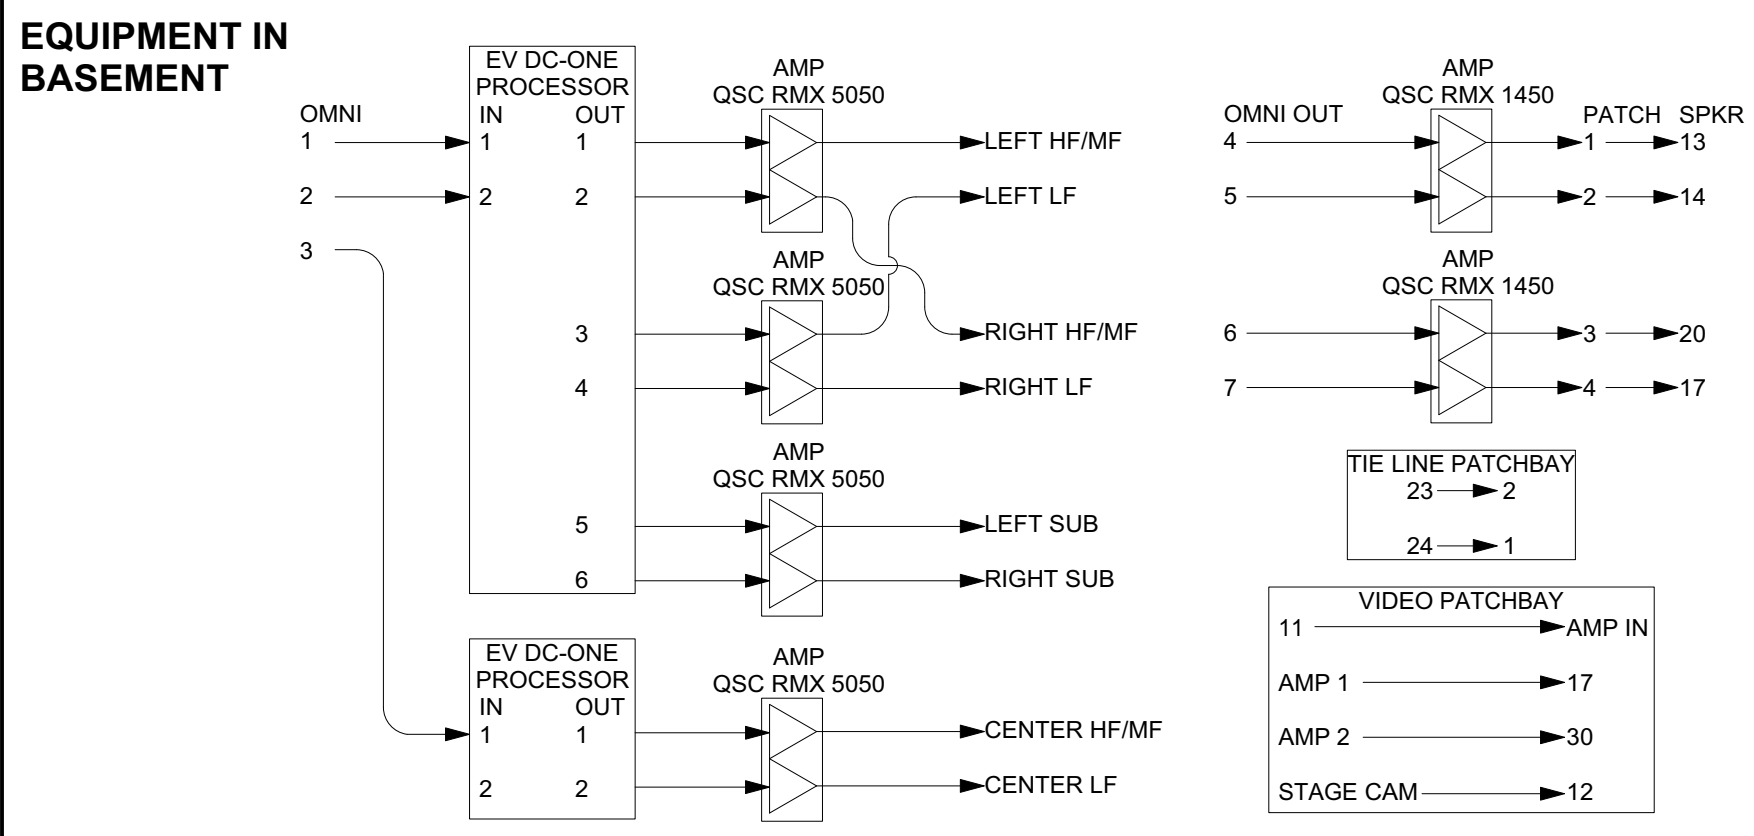 EQUIPMENT IN
BASEMENT
OMNI
1
2
3
EV DC-ONE
PROCESSOR
IN OUT
1 1
2 2
3
4
5
6
AMP
QSC RMX 5050
LEFT HF/MF
LEFT LF
AMP
QSC RMX 5050
RIGHT HF/MF
RIGHT LF
AMP
QSC RMX 5050
LEFT SUB
RIGHT SUB
EV DC-ONE
PROCESSOR
IN OUT
1 1
2 2
AMP
QSC RMX 5050
CENTER HF/MF
CENTER LF
AMP
QSC RMX 1450
OMNI OUT PATCH SPKR
4 1 13
5 2 14
AMP
QSC RMX 1450
6 3 20
7 4 17
TIE LINE PATCHBAY
23 2
24 1
VIDEO PATCHBAY
11 AMP IN
AMP 1 17
AMP 2 30
STAGE CAM 12